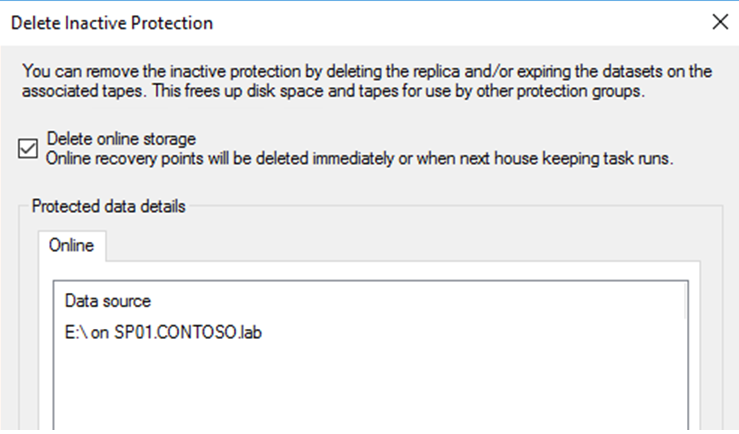 Delete Inactive Protection
You can remove the inactive protection by deleting the replica and/or expiring the datasets on the
associated tapes. This frees up disk space and tapes for use by other protection groups.
Delete online storage
Online recovery points will be deleted immediately or when next house keeping task runs.
Protected data details
Online
Data source
E:\ on SP01.CONTOSO.lab